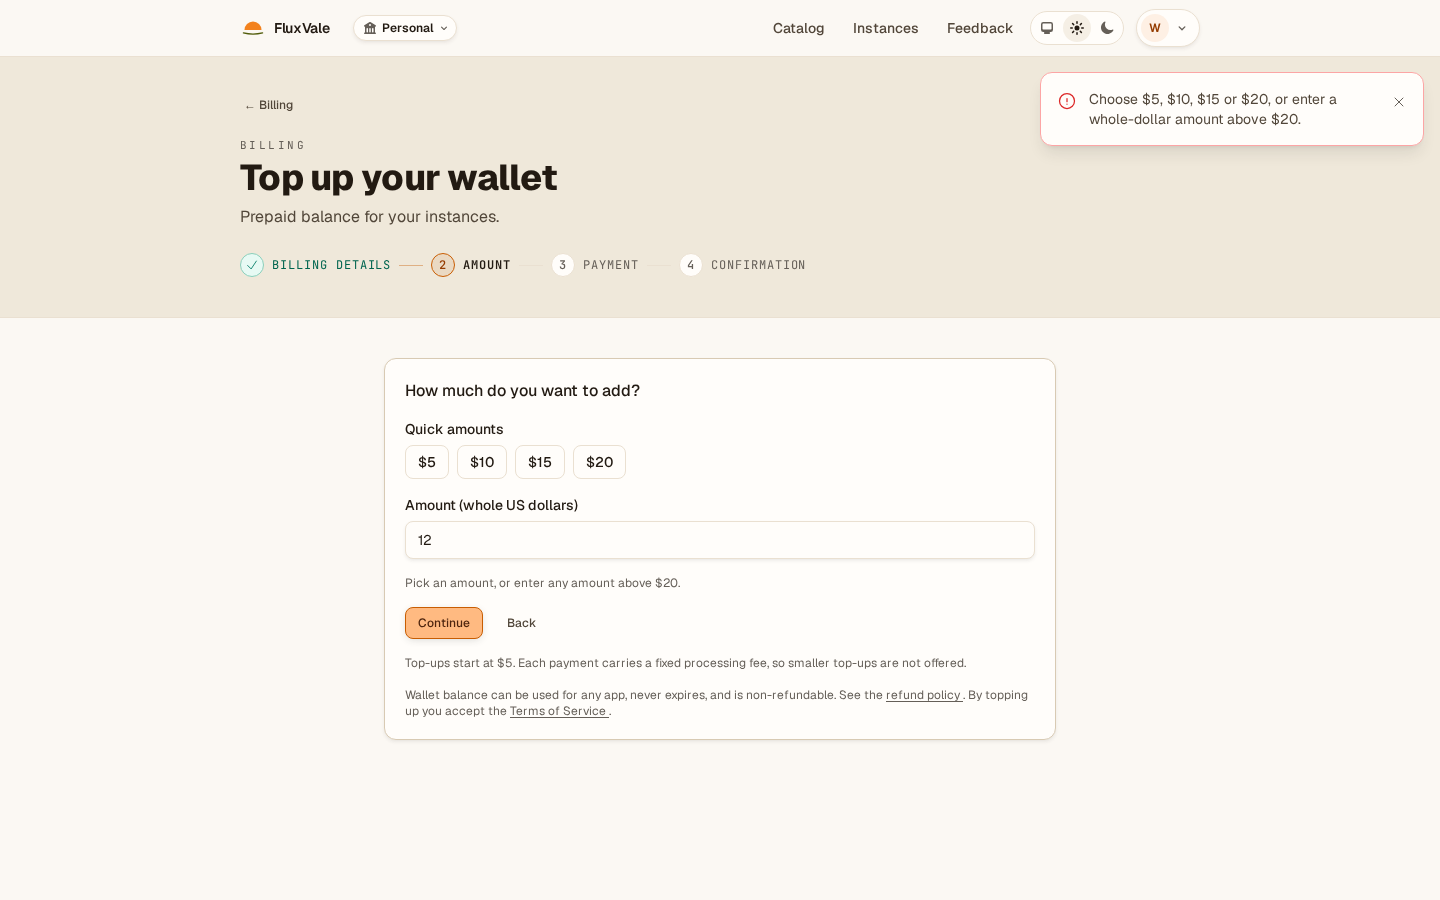 FluxVale
Personal
Catalog
Instances
Feedback
W
Choose $5, $10, $15 or $20, or enter a
whole-dollar amount above $20.
← Billing
BILLING
Top up your wallet
Prepaid balance for your instances.
BILLING DETAILS
2 AMOUNT
3 PAYMENT
4 CONFIRMATION
How much do you want to add?
Quick amounts
$5 $10 $15 $20
Amount (whole US dollars)
12
Pick an amount, or enter any amount above $20.
Continue
Back
Top-ups start at $5. Each payment carries a fixed processing fee, so smaller top-ups are not offered.
Wallet balance can be used for any app, never expires, and is non-refundable. See the refund policy . By topping
up you accept the Terms of Service .